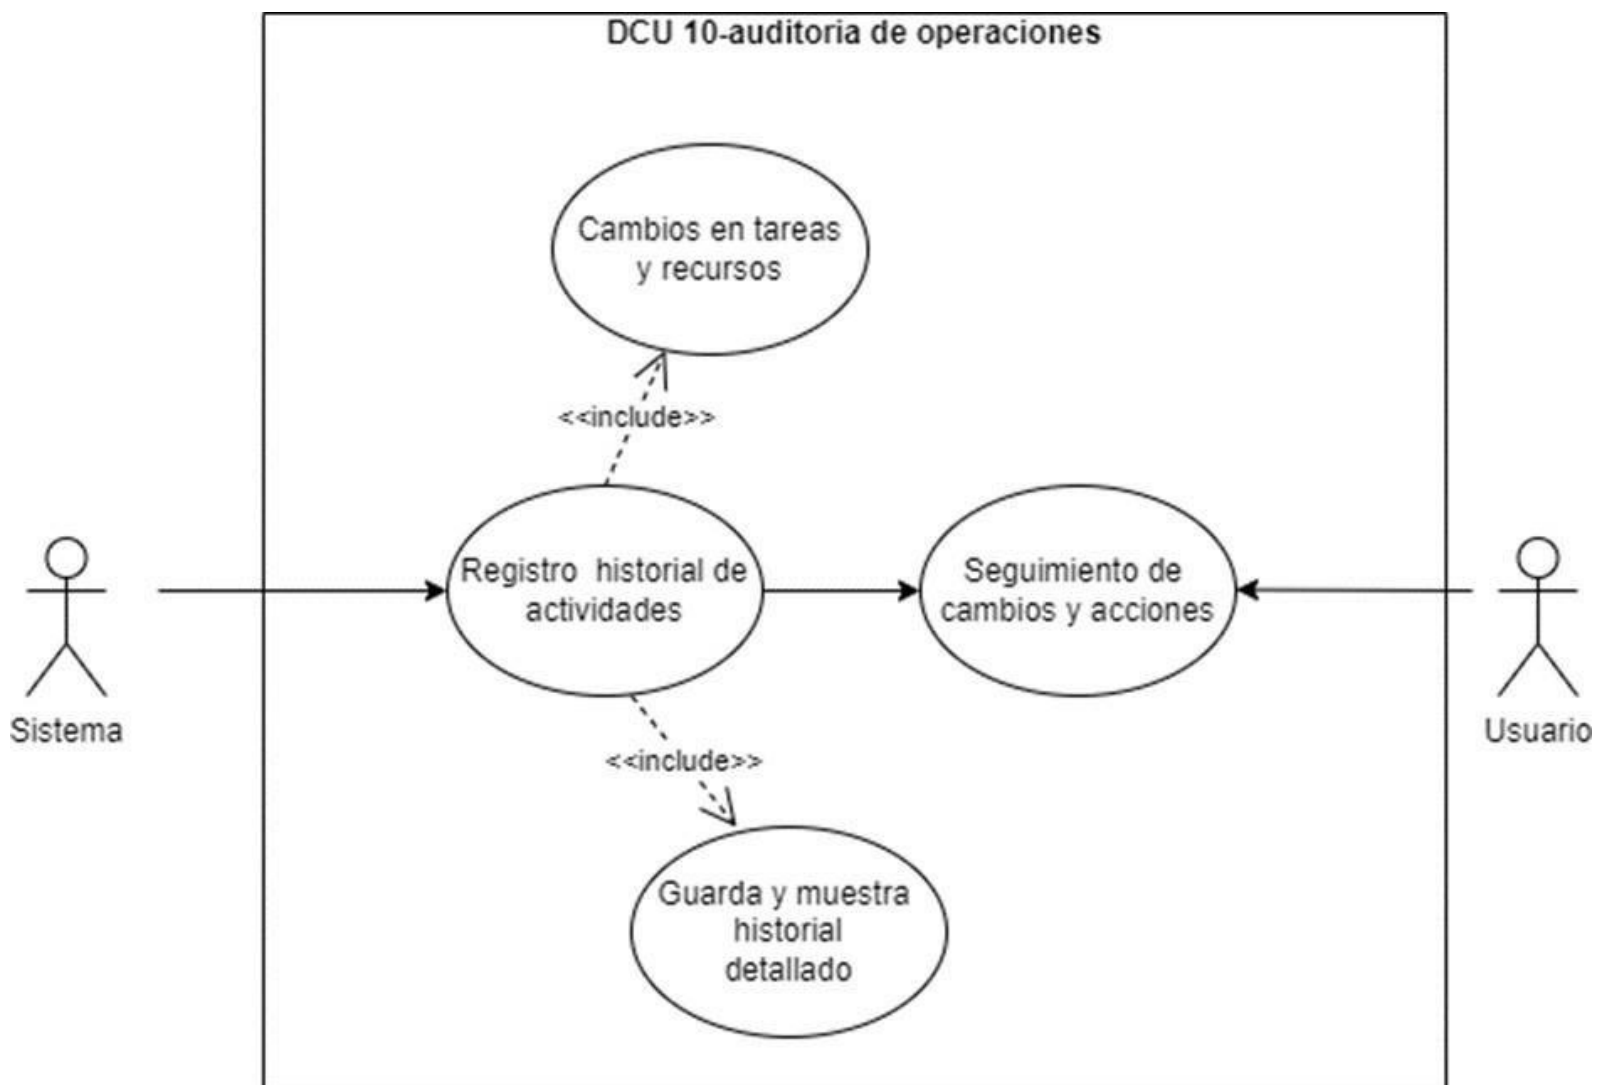 DCU 10-auditoria de operaciones
Cambios en tareas
y recursos
<<include>>
Registro historial de
actividades
Seguimiento de
cambios y acciones
Sistema
Usuario
<<include>>
Guarda y muestra
historial
detallado